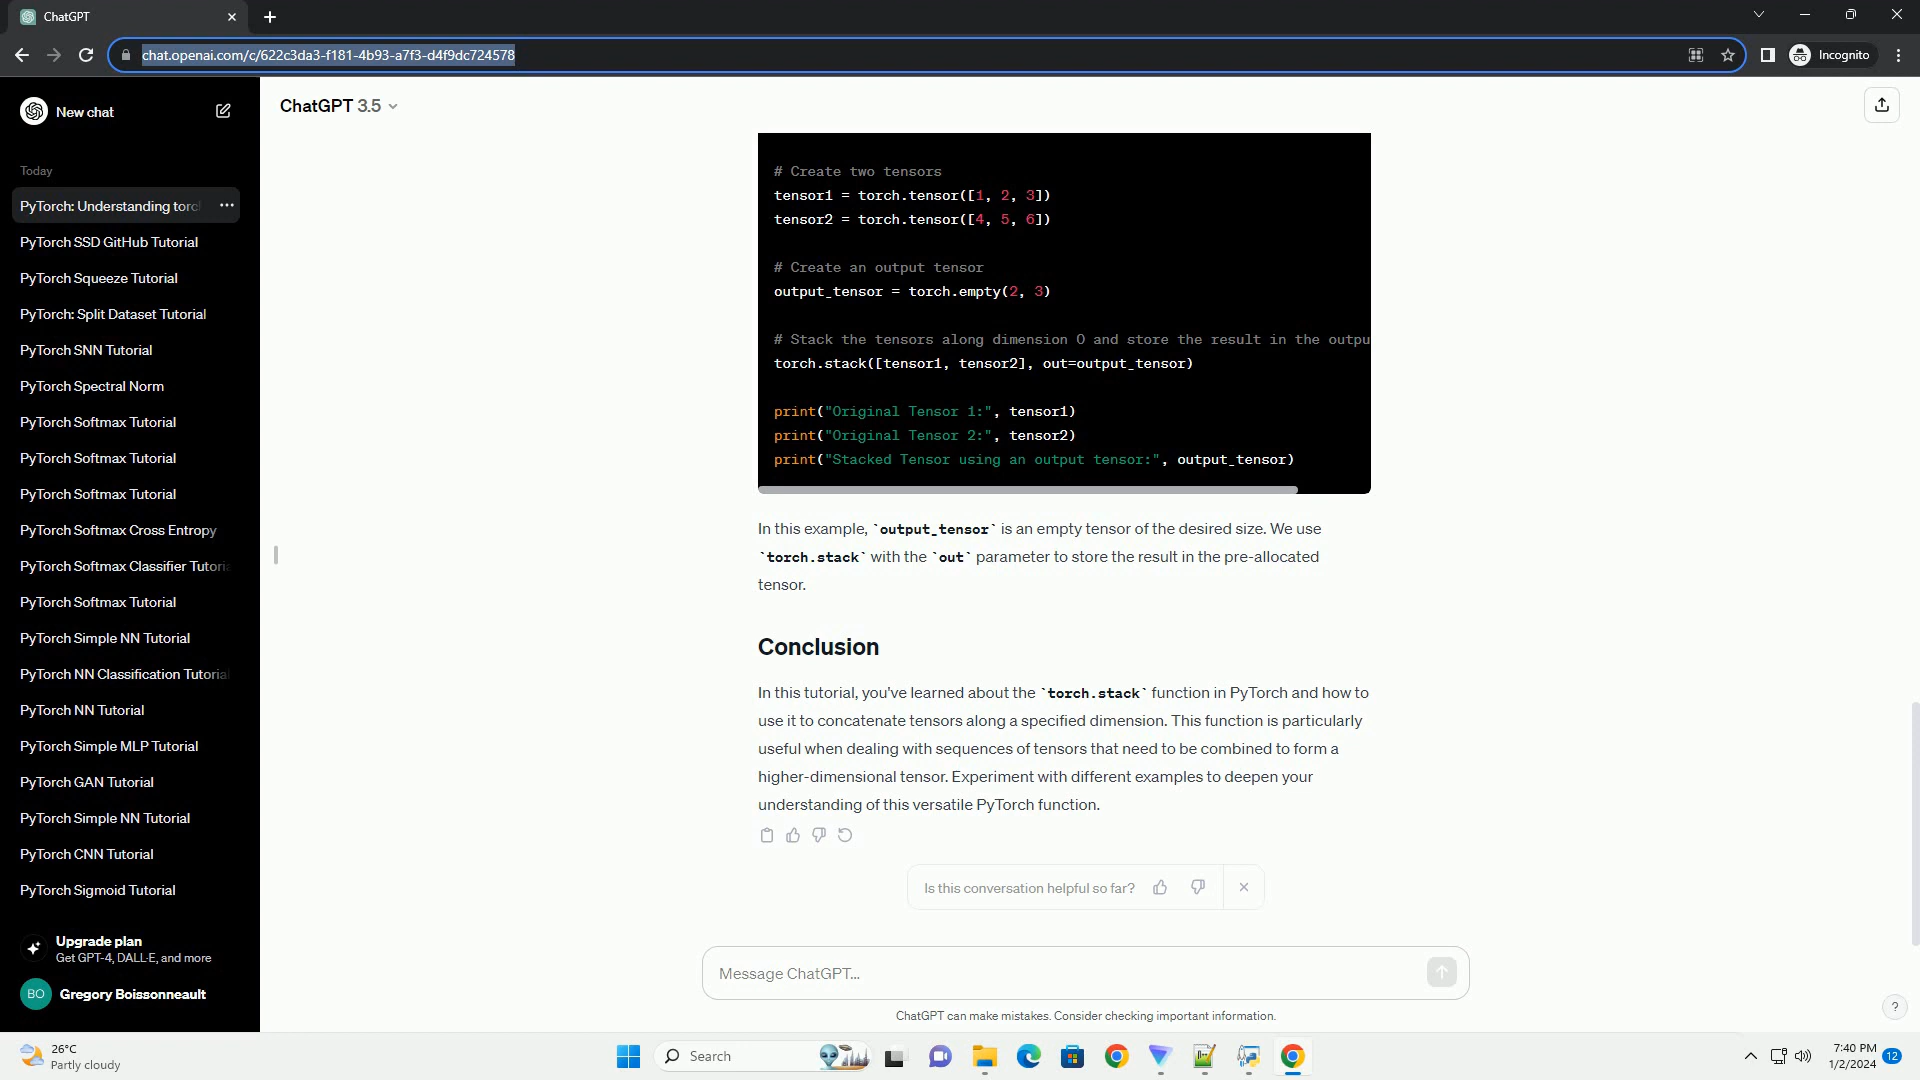 ChatGPT
chat.openai.com/c/622c3da3-f181-4b93-a7f3-d4f9dc724578
Incognito
New chat
Today
PyTorch: Understanding torc
PyTorch SSD GitHub Tutorial
PyTorch Squeeze Tutorial
PyTorch: Split Dataset Tutorial
PyTorch SNN Tutorial
PyTorch Spectral Norm
PyTorch Softmax Tutorial
PyTorch Softmax Tutorial
PyTorch Softmax Tutorial
PyTorch Softmax Cross Entropy
PyTorch Softmax Classifier Tutoria
PyTorch Softmax Tutorial
PyTorch Simple NN Tutorial
PyTorch NN Classification Tutorial
PyTorch NN Tutorial
PyTorch Simple MLP Tutorial
PyTorch GAN Tutorial
PyTorch Simple NN Tutorial
PyTorch CNN Tutorial
PyTorch Sigmoid Tutorial
Upgrade plan
Get GPT-4, DALL·E, and more
BO Gregory Boissonneault
ChatGPT 3.5
# Create two tensors
tensor1 = torch.tensor([1, 2, 3])
tensor2 = torch.tensor([4, 5, 6])
# Create an output tensor
output_tensor = torch.empty(2, 3)
# Stack the tensors along dimension 0 and store the result in the outpu
torch.stack([tensor1, tensor2], out=output_tensor)
print("Original Tensor 1:", tensor1)
print("Original Tensor 2:", tensor2)
print("Stacked Tensor using an output tensor:", output_tensor)
In this example, `output_tensor` is an empty tensor of the desired size. We use
`torch.stack` with the `out` parameter to store the result in the pre-allocated
tensor.
Conclusion
In this tutorial, you've learned about the `torch.stack` function in PyTorch and how to
use it to concatenate tensors along a specified dimension. This function is particularly
useful when dealing with sequences of tensors that need to be combined to form a
higher-dimensional tensor. Experiment with different examples to deepen your
understanding of this versatile PyTorch function.
Is this conversation helpful so far?
Message ChatGPT...
ChatGPT can make mistakes. Consider checking important information.
?
26°C
Partly cloudy
Search
7:40 PM
1/2/2024
12